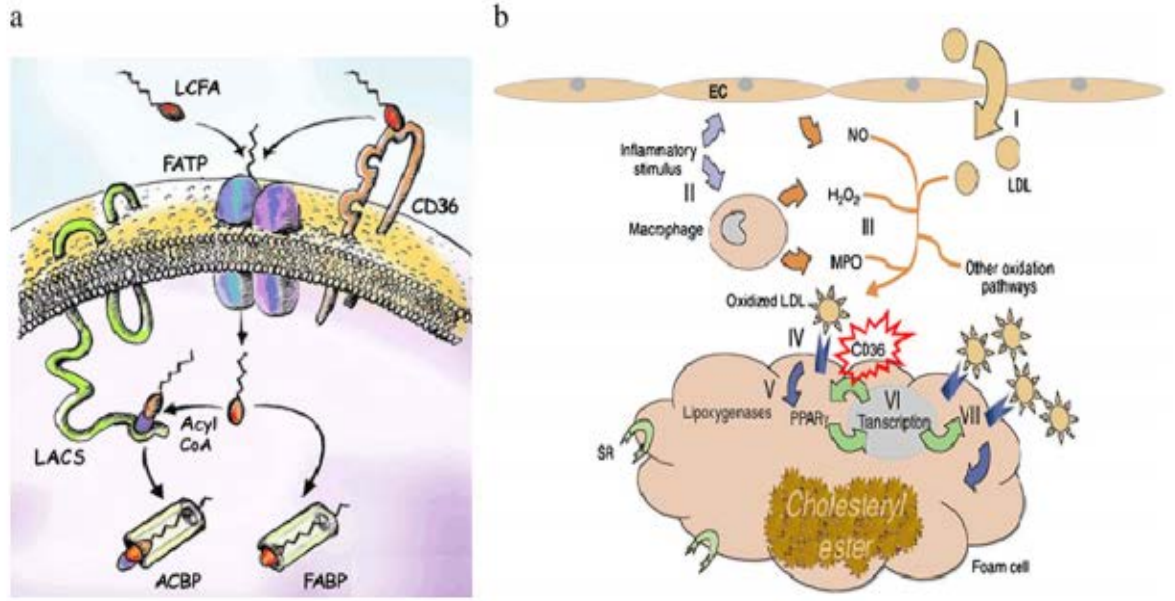 a
LCFA
FATP
CD36
Acyl
CoA
LACS
ACBP
FABP
b
EC
I
NO
Inflammatory
stimulus
II
LDL
H₂O₂
III
Macrophage
MPO
Other oxidation
pathways
Oxidized LDL
IV
CD36
V
VI
Lipoxygenases
PPARγ
Transcription
VII
SR
Cholesteryl
ester
Foam cell